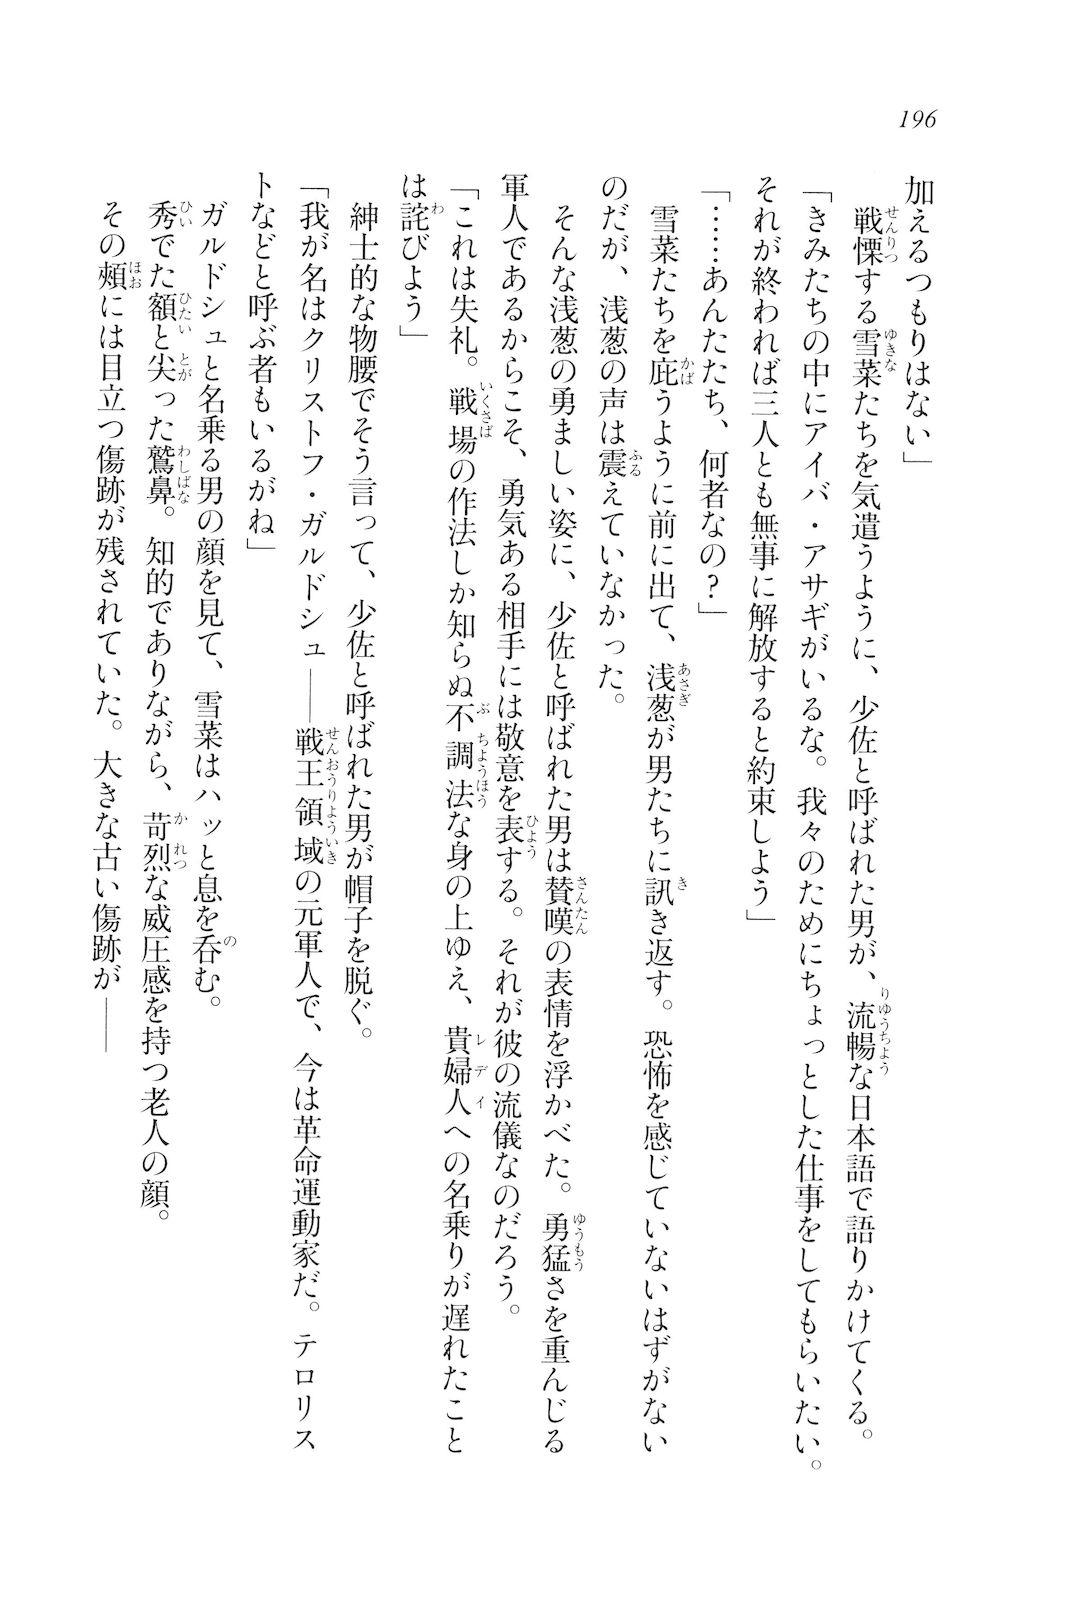 196
加えるつもりはない」
戦慄する雪菜たちを気遣うように、少佐と呼ばれた男が、流暢な日本語で語りかけてくる。
「きみたちの中にアイバ・アサギがいるな。我々のためにちょっとした仕事をしてもらいたい。
それが終われば三人とも無事に解放すると約束しよう」
「……あんたたち、何者なの?」
雪菜たちを庇うように前に出て、浅葱が男たちに訊き返す。恐怖を感じていないはずがない
のだが、浅葱の声は震えていなかった。
そんな浅葱の勇ましい姿に、少佐と呼ばれた男は賛嘆の表情を浮かべた。勇猛さを重んじる
軍人であるからこそ、勇気ある相手には敬意を表する。それが彼の流儀なのだろう。
「これは失礼。戦場の作法しか知らぬ不調法な身の上ゆえ、貴婦人への名乗りが遅れたこと
は詫びよう」
紳士的な物腰でそう言って、少佐と呼ばれた男が帽子を脱ぐ。
「我が名はクリストフ・ガルドシュ――戦王領域の元軍人で、今は革命運動家だ。テロリス
トなどと呼ぶ者もいるがね」
ガルドシュと名乗る男の顔を見て、雪菜はハッと息を呑む。
秀でた額と尖った鷲鼻。知的でありながら、苛烈な威圧感を持つ老人の顔。
その頰には目立つ傷跡が残されていた。大きな古い傷跡が――